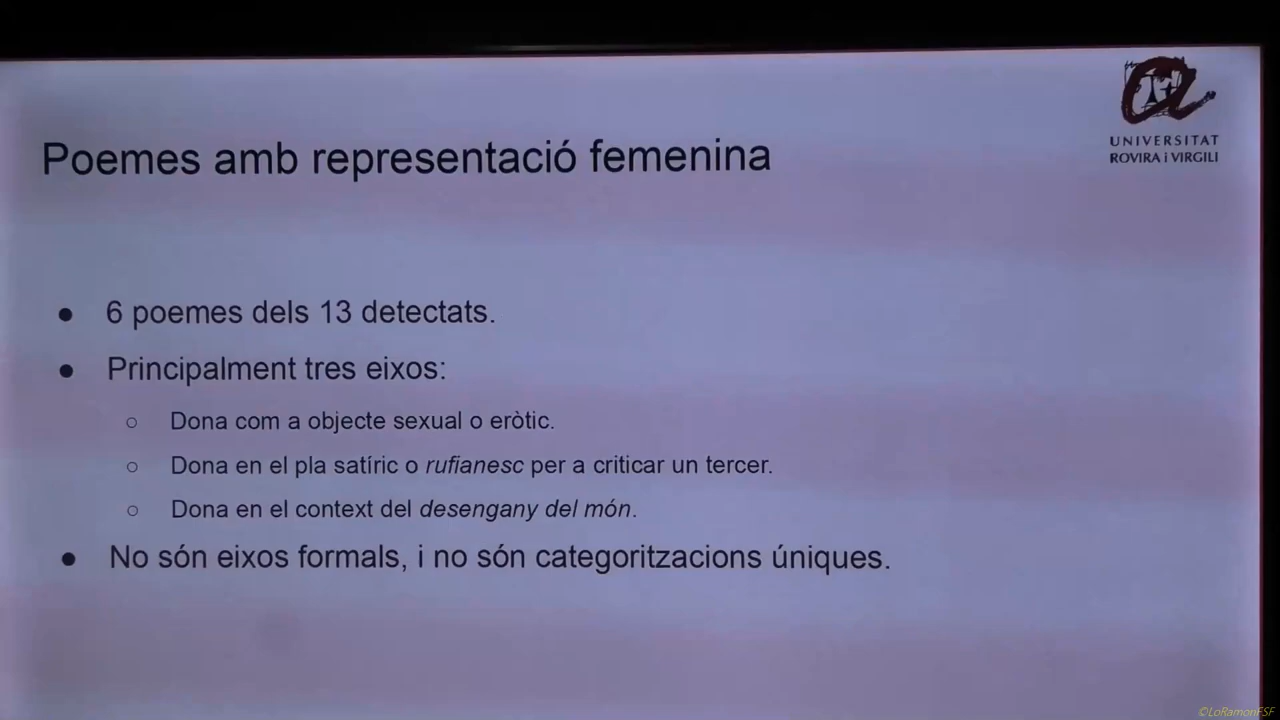 UNIVERSITAT
ROVIRA i VIRGILI
Poemes amb representació femenina
● 6 poemes dels 13 detectats.
● Principalment tres eixos:
○ Dona com a objecte sexual o eròtic.
○ Dona en el pla satíric o rufianesc per a criticar un tercer.
○ Dona en el context del desengany del món.
● No són eixos formals, i no són categoritzacions úniques.
©LoRamonFSF